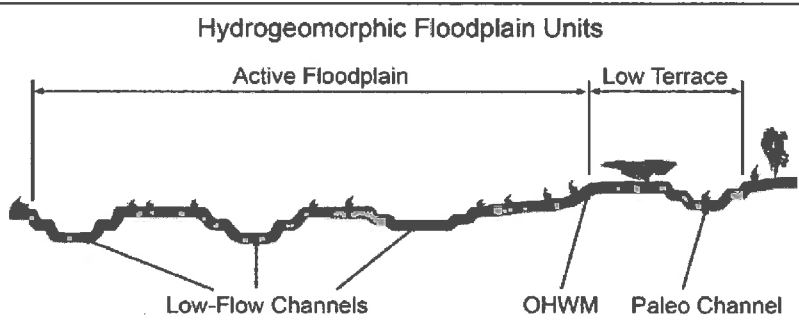 Hydrogeomorphic Floodplain Units
Active Floodplain
Low Terrace
Low-Flow Channels
OHWM
Paleo Channel